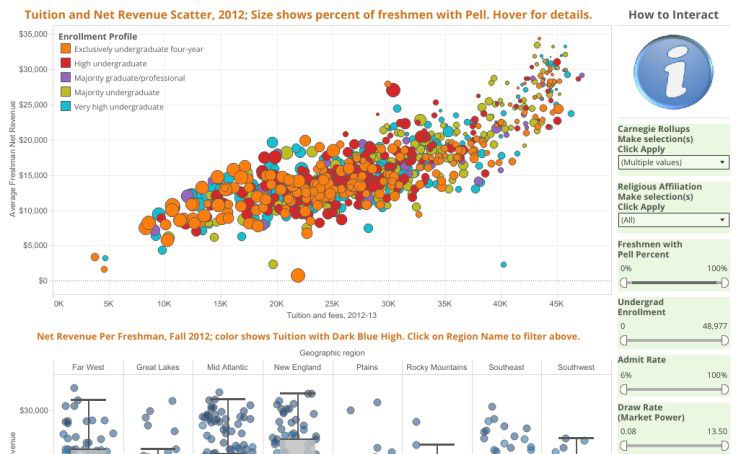 Tuition and Net Revenue Scatter, 2012; Size shows percent of freshmen with Pell. Hover for details.
How to Interact
Enrollment Profile
Exclusively undergraduate four-year
High undergraduate
Majority graduate/professional
Majority undergraduate
Very high undergraduate
$35,000
$30,000
$25,000
$20,000
$15,000
$10,000
$5,000
$0
Average Freshman Net Revenue
0K 5K 10K 15K 20K 25K 30K 35K 40K 45K
Tuition and fees, 2012-13
i
Carnegie Rollups
Make selection(s)
Click Apply
(Multiple values)
Religious Affiliation
Make selection(s)
Click Apply
(All)
Freshmen with
Pell Percent
0% 100%
Undergrad
Enrollment
0 48,977
Admit Rate
6% 100%
Draw Rate
(Market Power)
0.08 13.50
Net Revenue Per Freshman, Fall 2012; color shows Tuition with Dark Blue High. Click on Region Name to filter above.
Geographic region
Far West Great Lakes Mid Atlantic New England Plains Rocky Mountains Southeast Southwest
$30,000
venue